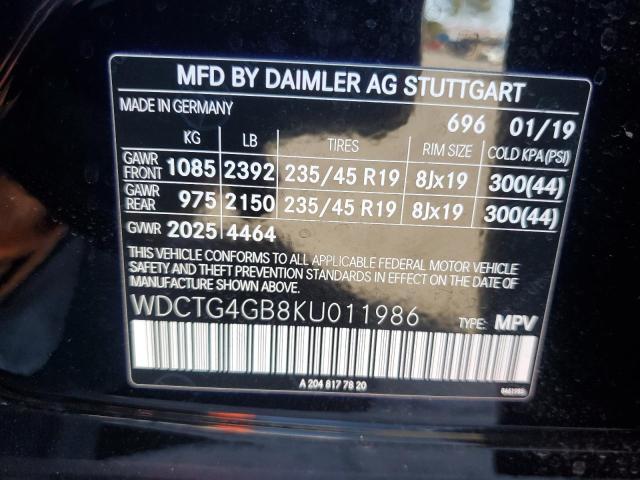 MFD BY DAIMLER AG STUTTGART
MADE IN GERMANY 696 01/19
KG LB TIRES RIM SIZE COLD KPA(PSI)
GAWR FRONT 1085 2392 235/45 R19 8Jx19 300(44)
GAWR REAR 975 2150 235/45 R19 8Jx19 300(44)
GVWR 2025 4464
THIS VEHICLE CONFORMS TO ALL APPLICABLE FEDERAL MOTOR VEHICLE
SAFETY AND THEFT PREVENTION STANDARDS IN EFFECT ON THE DATE OF
MANUFACTURE SHOWN ABOVE.
WDCTG4GB8KU011986 TYPE: MPV
A 204 817 78 20